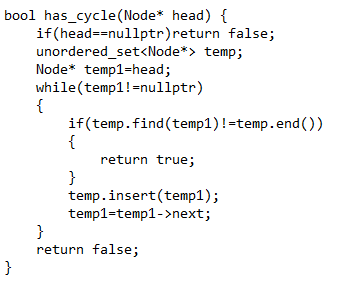 bool has_cycle(Node* head) {
    if(head==nullptr)return false;
    unordered_set<Node*> temp;
    Node* temp1=head;
    while(temp1!=nullptr)
    {
        if(temp.find(temp1)!=temp.end())
        {
            return true;
        }
        temp.insert(temp1);
        temp1=temp1->next;
    }
    return false;
}